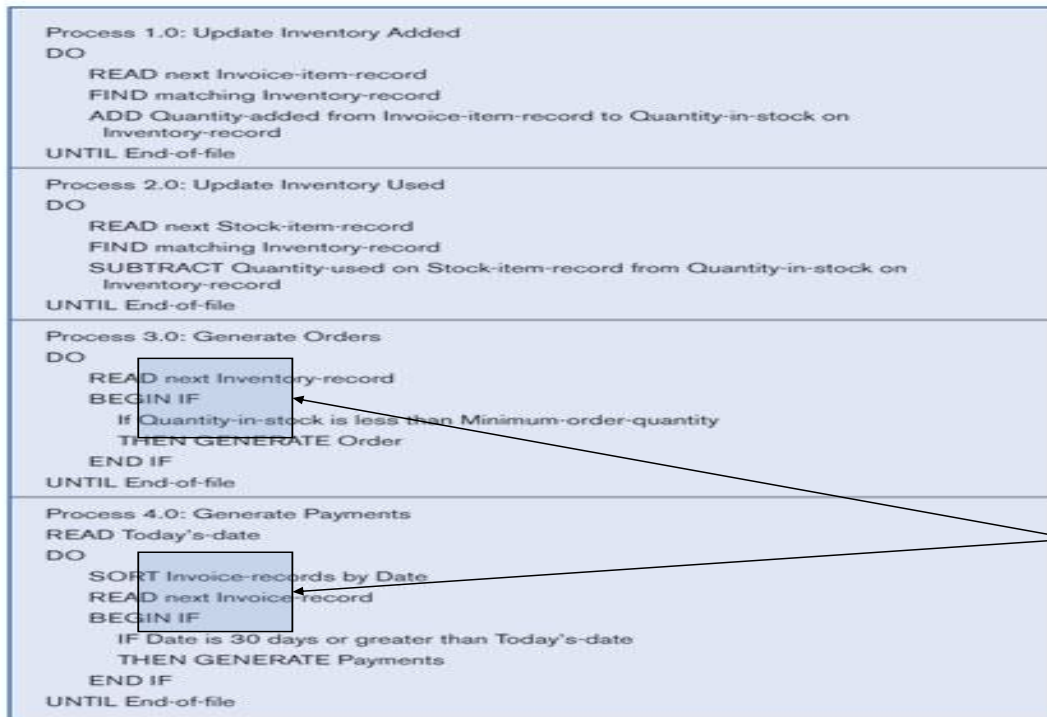 Process 1.0: Update Inventory Added
DO
READ next Invoice-item-record
FIND matching Inventory-record
ADD Quantity-added from Invoice-item-record to Quantity-in-stock on
Inventory-record
UNTIL End-of-file
Process 2.0: Update Inventory Used
DO
READ next Stock-item-record
FIND matching Inventory-record
SUBTRACT Quantity-used on Stock-item-record from Quantity-in-stock on
Inventory-record
UNTIL End-of-file
Process 3.0: Generate Orders
DO
READ next Inventory-record
BEGIN IF
If Quantity-in-stock is less than Minimum-order-quantity
THEN GENERATE Order
END IF
UNTIL End-of-file
Process 4.0: Generate Payments
READ Today's-date
DO
SORT Invoice-records by Date
READ next Invoice-record
BEGIN IF
IF Date is 30 days or greater than Today's-date
THEN GENERATE Payments
END IF
UNTIL End-of-file